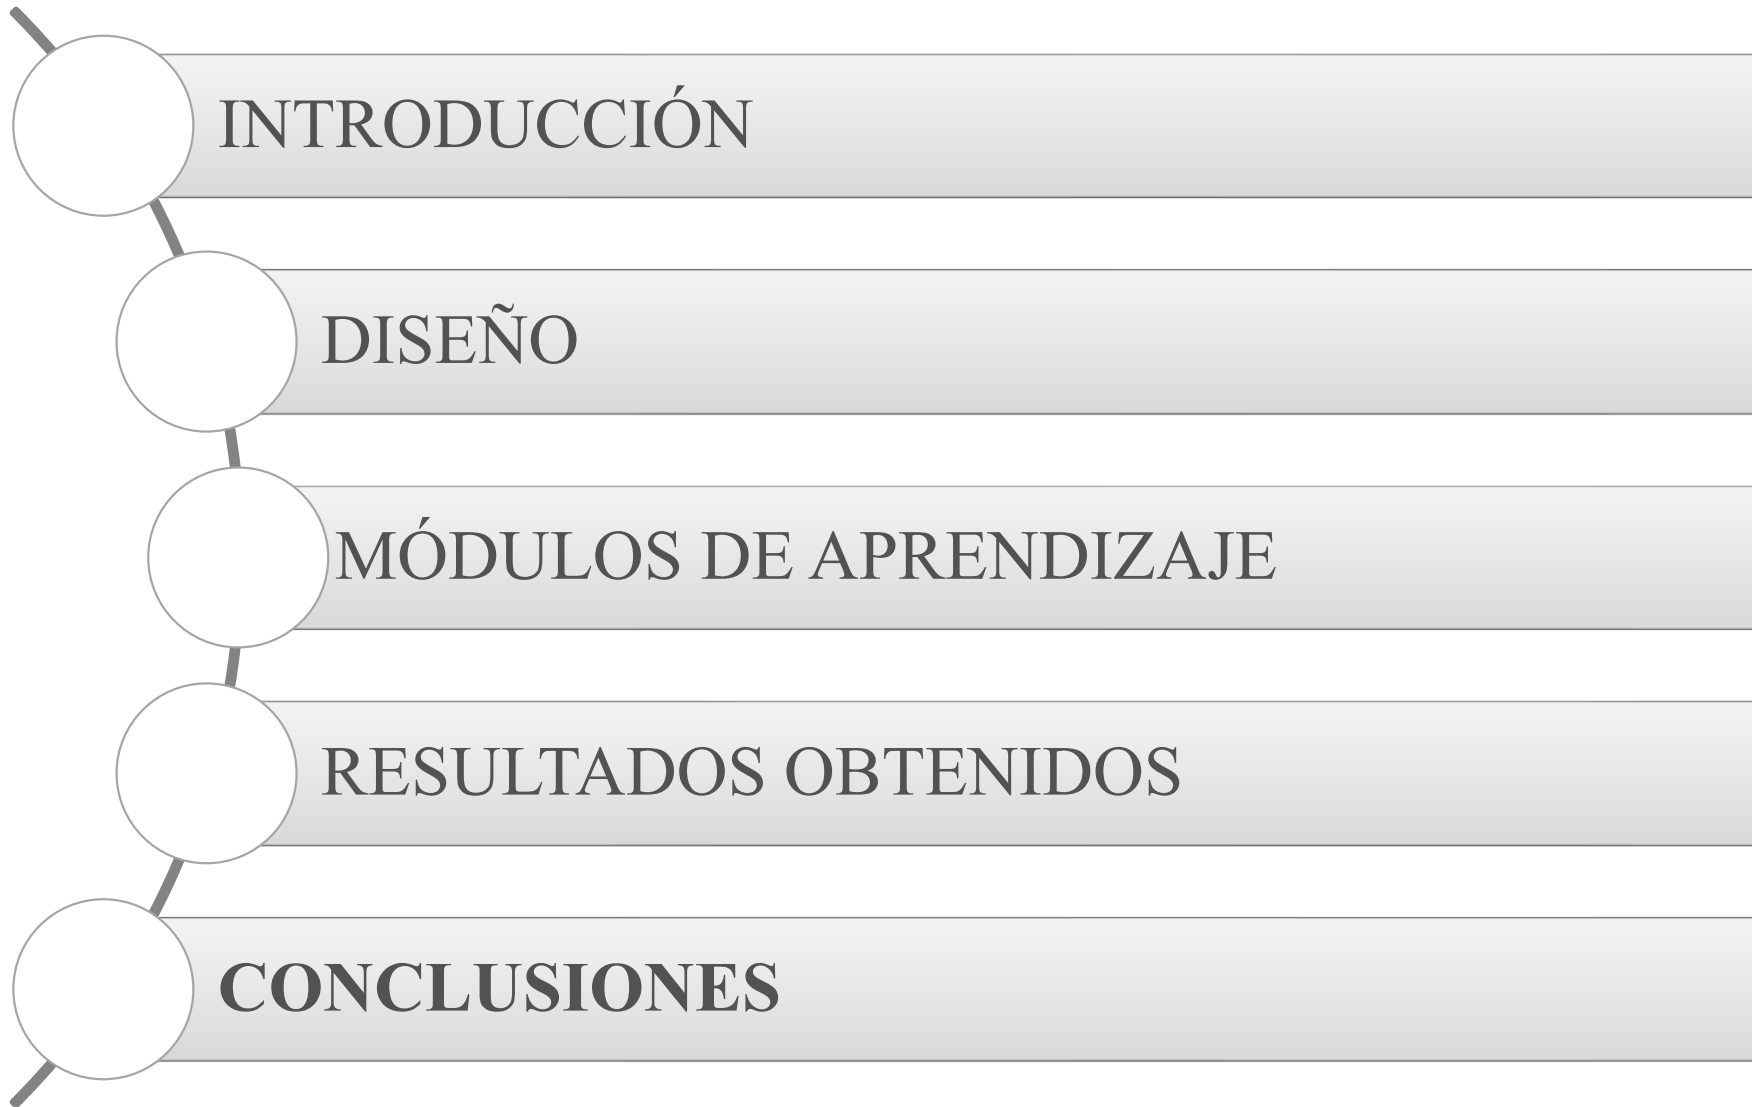 INTRODUCCIÓN
DISEÑO
MÓDULOS DE APRENDIZAJE
RESULTADOS OBTENIDOS
CONCLUSIONES